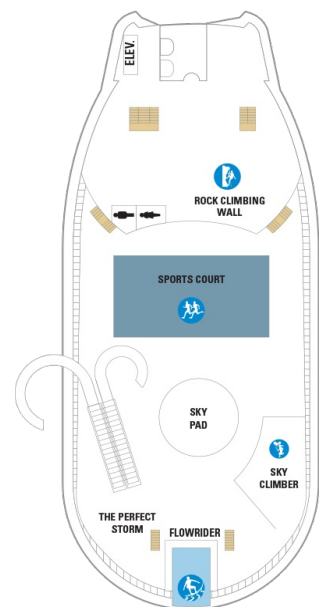 ELEV.
ROCK CLIMBING
WALL
SPORTS COURT
SKY
PAD
SKY
CLIMBER
THE PERFECT
STORM
FLOWRIDER